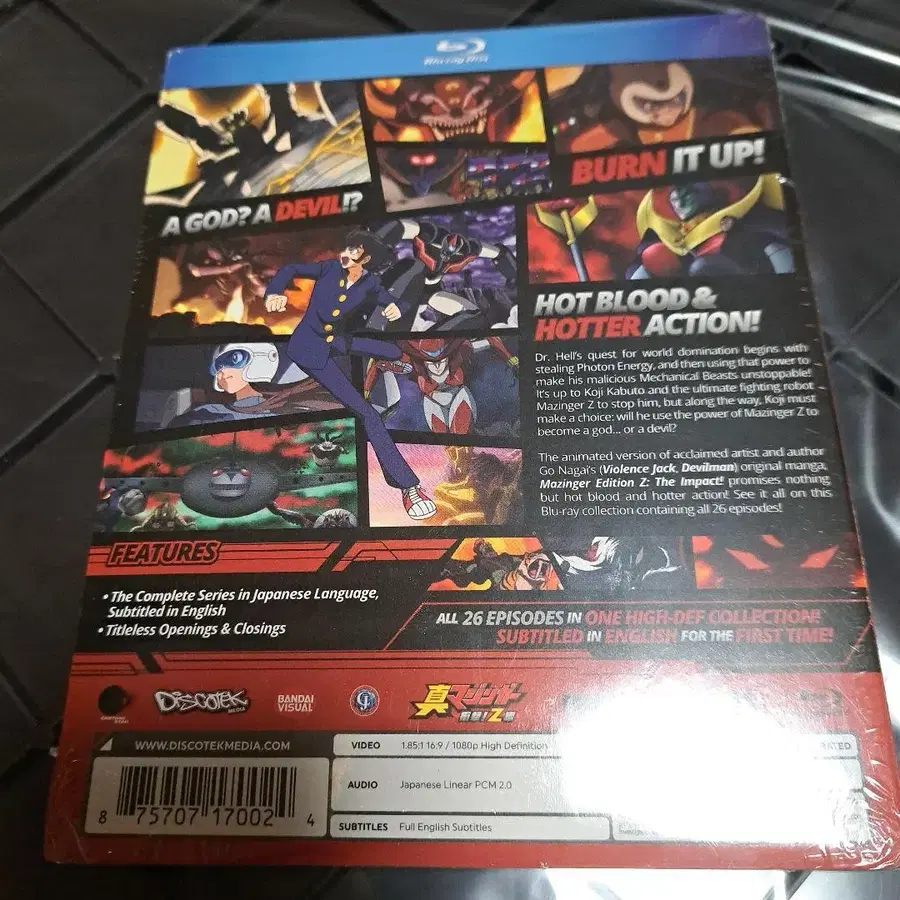 Blu-ray Disc
BURN IT UP!
A GOD? A DEVIL!?
HOT BLOOD &
HOTTER ACTION!
Dr. Hell's quest for world domination begins with
stealing Photon Energy, and then using that power to
make his malicious Mechanical Beasts unstoppable!
It's up to Koji Kabuto and the ultimate fighting robot
Mazinger Z to stop him, but along the way, Koji must
make a choice: will he use the power of Mazinger Z to
become a god... or a devil?
The animated version of acclaimed artist and author
Go Nagai's (Violence Jack, Devilman) original manga,
Mazinger Edition Z: The Impact! promises nothing
but hot blood and hotter action! See it all on this
Blu-ray collection containing all 26 episodes!
FEATURES
• The Complete Series in Japanese Language,
Subtitled in English
• Titleless Openings & Closings
ALL 26 EPISODES IN ONE HIGH-DEF COLLECTION!
SUBTITLED IN ENGLISH FOR THE FIRST TIME!
DISCOTEK
MEDIA
BANDAI
VISUAL
真マジンガー
衝撃!Z編
WWW.DISCOTEKMEDIA.COM
8 75707 17002 4
VIDEO 1.85:1 16:9 / 1080p High Definition
AUDIO Japanese Linear PCM 2.0
SUBTITLES Full English Subtitles